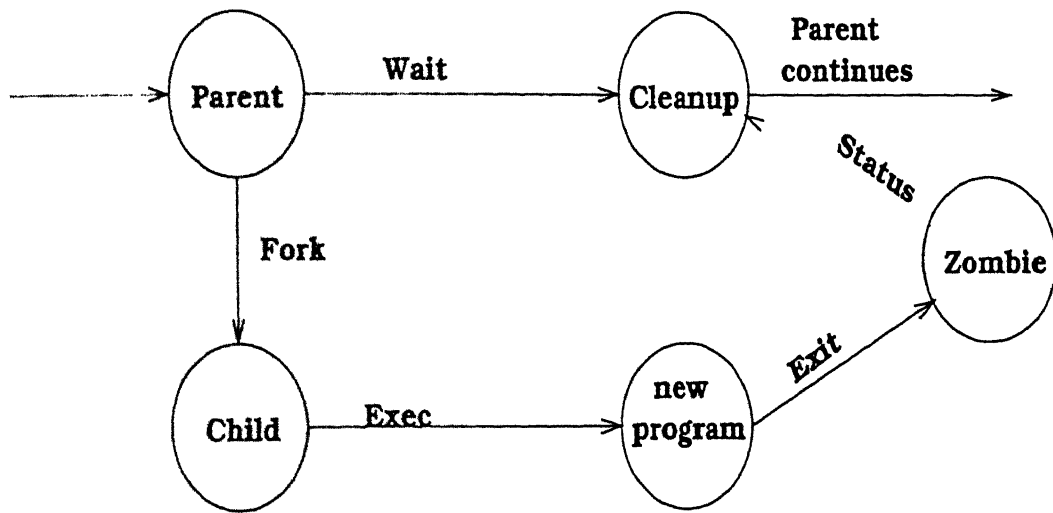 Parent
Wait
Cleanup
Parent
continues
Status
Fork
Zombie
Exit
Child
Exec
new
program